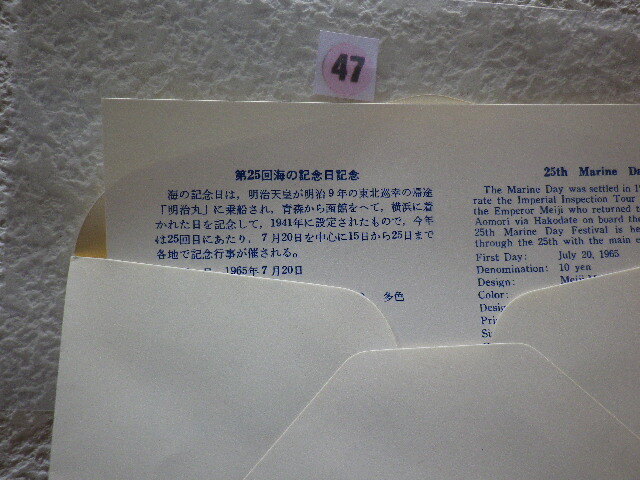 47
第25回海の記念日記念
海の記念日は，明治天皇が明治9年の東北巡幸の帰途
「明治丸」に乗船され，青森から函館をへて，横浜に着
かれた日を記念して，1941年に設定されたもので，今年
は25回目にあたり，7月20日を中心に15日から25日まで
各地で記念行事が催される。
日 1965年7月20日
多色
25th Marine Da
The Marine Day was settled in 19
rate the Imperial Inspection Tour
the Emperor Meiji who returned t
Aomori via Hakodate on board the
25th Marine Day Festival is he
through the 25th with the main e
First Day: July 20, 1965
Denomination: 10 yen
Design: Meiji M
Color:
Desig
Pri